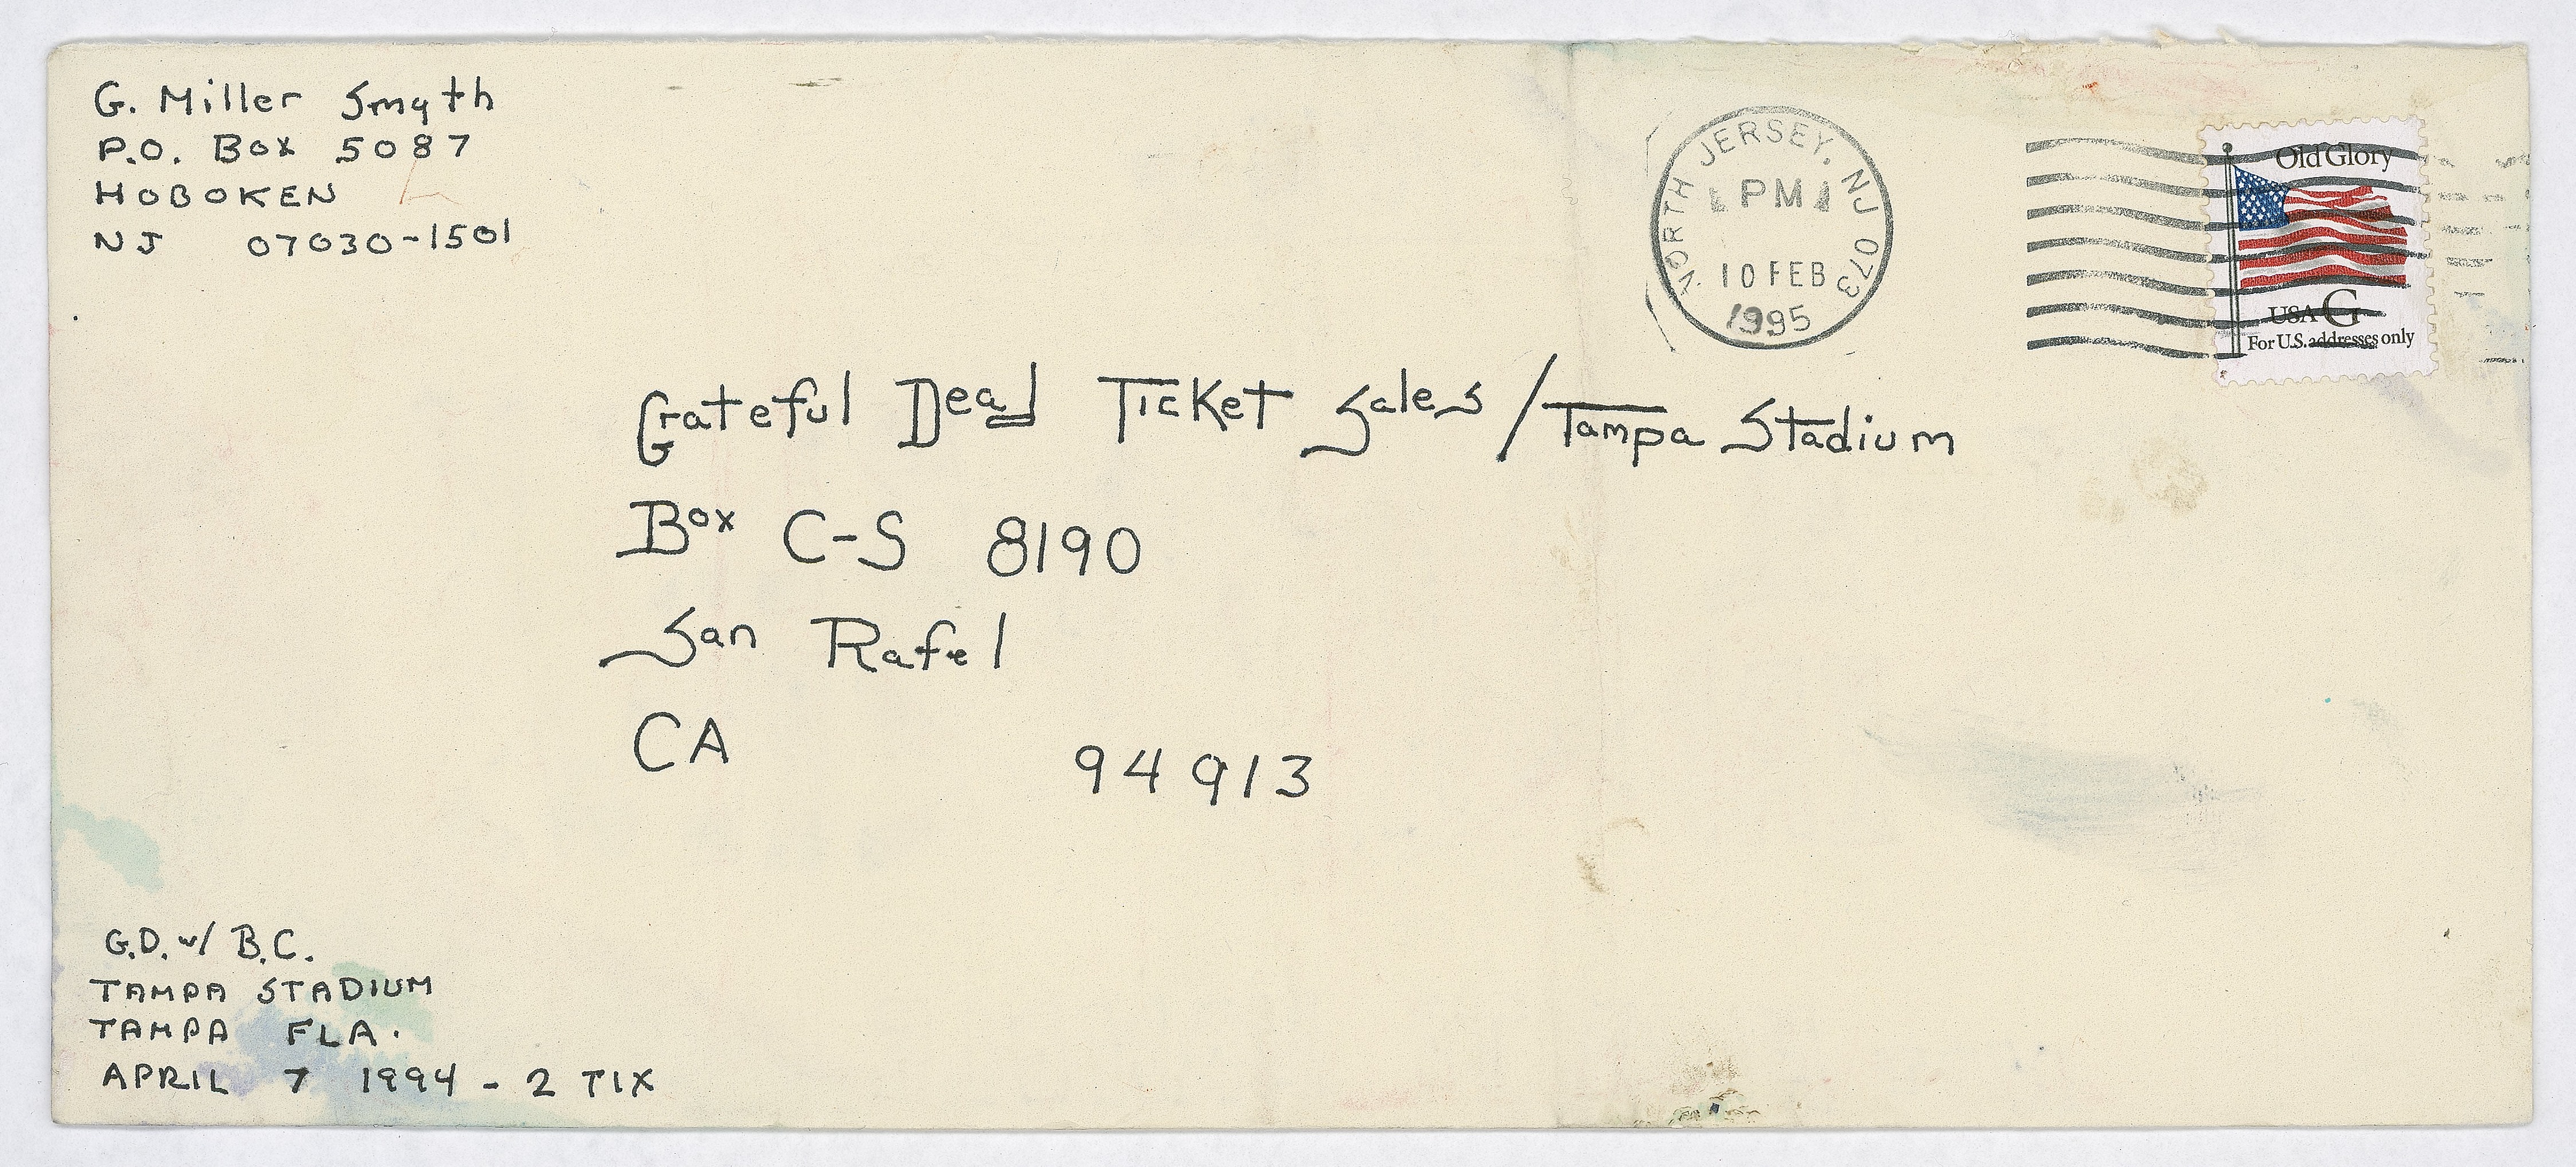 G. Miller Smyth
P.O. Box 5087
HOBOKEN
NJ 07030-1501
NORTH JERSEY, NJ 073
PM
10 FEB
1995
Old Glory
USA G
For U.S. addresses only
Grateful Dead Ticket Sales / Tampa Stadium
Box C-S 8190
San Rafel
CA 94913
G.D. w/ B.C.
TAMPA STADIUM
TAMPA FLA.
APRIL 7 1994 - 2 TIX